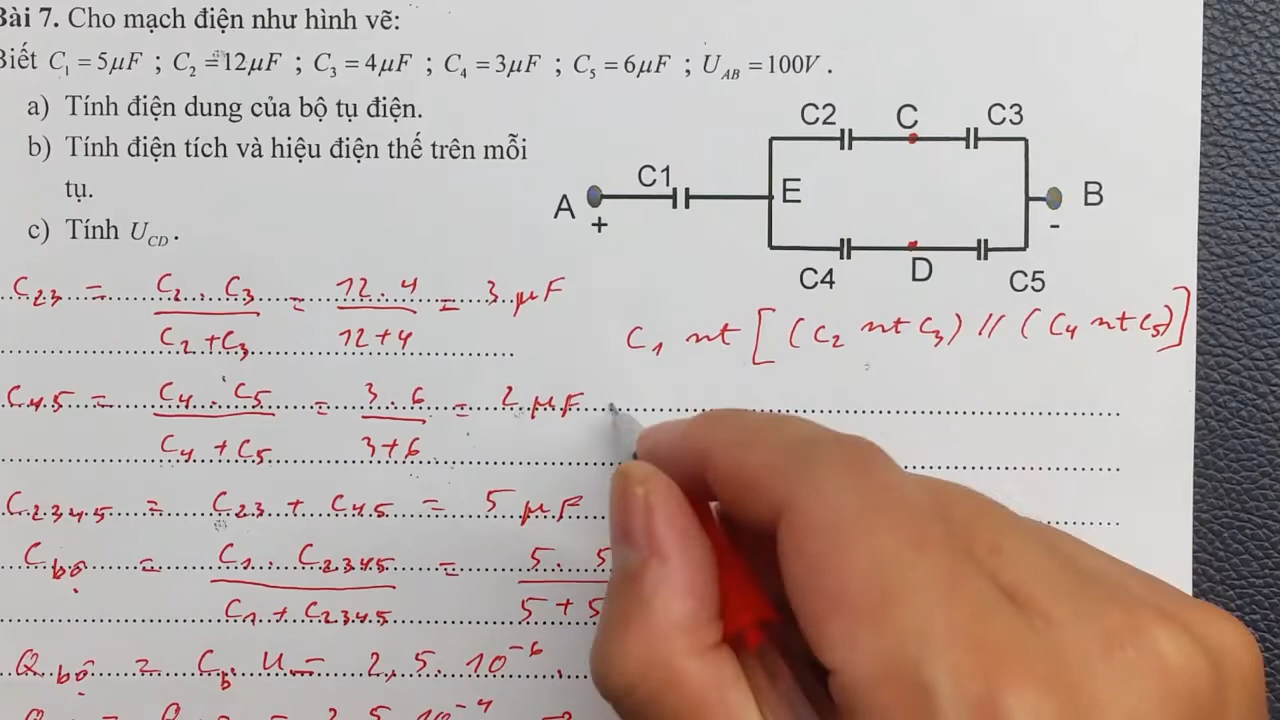 Bài 7. Cho mạch điện như hình vẽ:
Biết C₁ = 5μF ; C₂ = 12μF ; C₃ = 4μF ; C₄ = 3μF ; C₅ = 6μF ; U_AB = 100V .
a) Tính điện dung của bộ tụ điện.
b) Tính điện tích và hiệu điện thế trên mỗi
tụ.
c) Tính U_CD .
C2 C C3
A + C1 E B -
C4 D C5
C₁ nt [(C₂ nt C₃) // (C₄ nt C₅)]
C₂₃ = C₂ . C₃ / C₂ + C₃ = 12 . 4 / 12 + 4 = 3 μF
C₄₅ = C₄ . C₅ / C₄ + C₅ = 3 . 6 / 3 + 6 = 2 μF
C₂₃₄₅ = C₂₃ + C₄₅ = 5 μF
C_bộ = C₁ . C₂₃₄₅ / C₁ + C₂₃₄₅ = 5 . 5 / 5 + 5
Q_bộ = C_b . U = 2,5 . 10⁻⁶